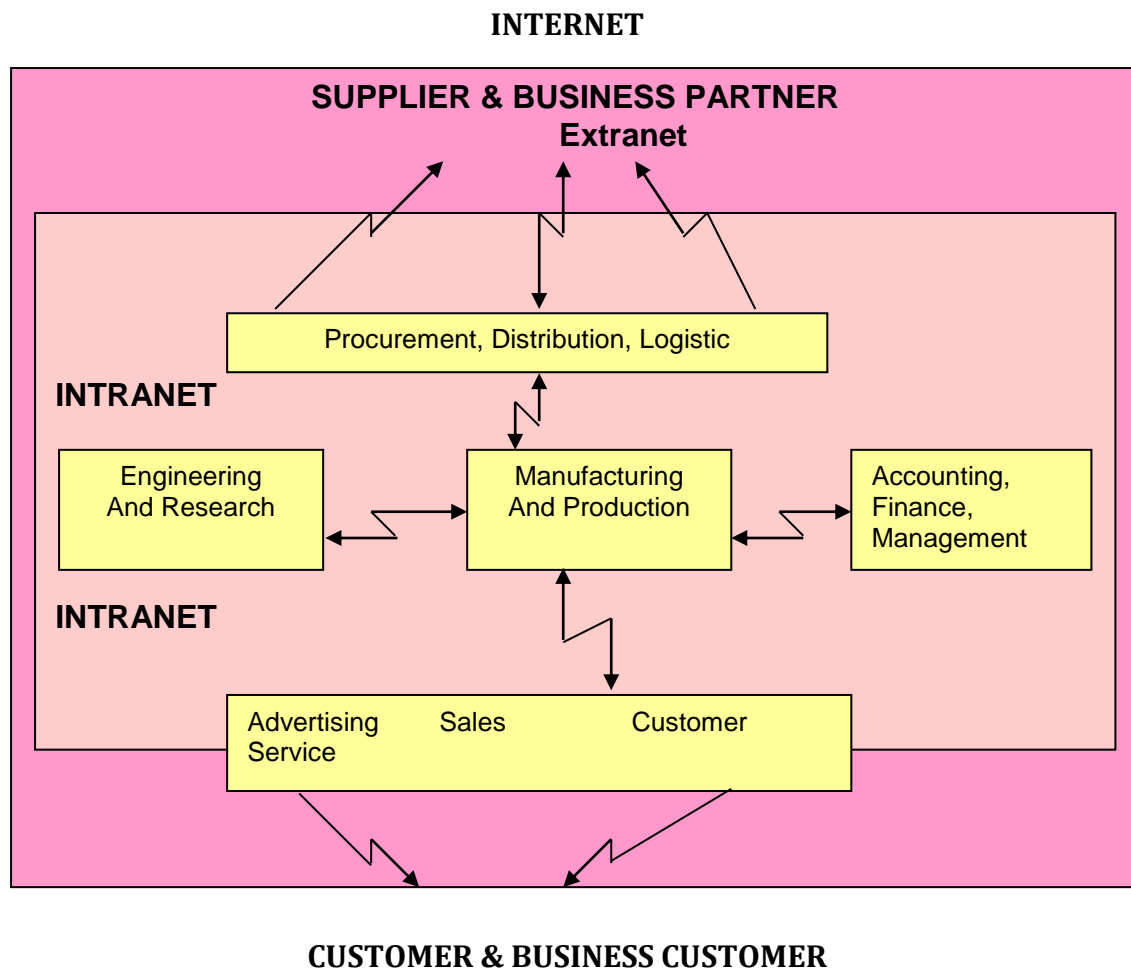 INTERNET
SUPPLIER & BUSINESS PARTNER
Extranet
Procurement, Distribution, Logistic
INTRANET
Engineering
And Research
Manufacturing
And Production
Accounting,
Finance,
Management
INTRANET
Advertising Sales Customer
Service
CUSTOMER & BUSINESS CUSTOMER